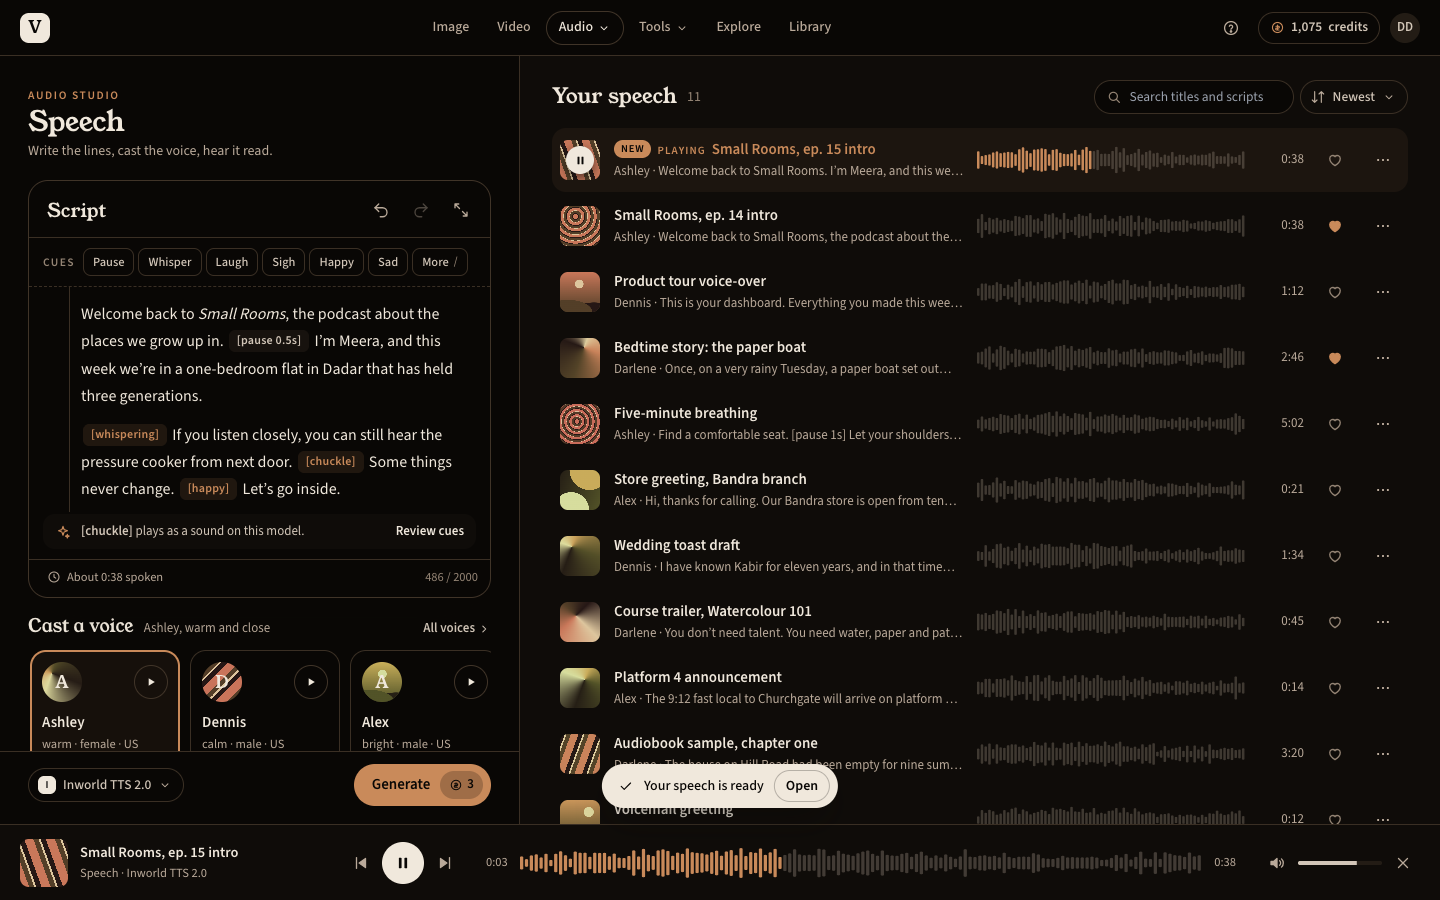 V
Image
Video
Audio
Tools
Explore
Library
1,075 credits
DD
AUDIO STUDIO
Speech
Write the lines, cast the voice, hear it read.
Script
CUES
Pause
Whisper
Laugh
Sigh
Happy
Sad
More /
Welcome back to Small Rooms, the podcast about the
places we grow up in. [pause 0.5s] I’m Meera, and this
week we’re in a one-bedroom flat in Dadar that has held
three generations.
[whispering] If you listen closely, you can still hear the
pressure cooker from next door. [chuckle] Some things
never change. [happy] Let’s go inside.
[chuckle] plays as a sound on this model.
Review cues
About 0:38 spoken
486 / 2000
Cast a voice
Ashley, warm and close
All voices
A
Ashley
warm · female · US
D
Dennis
calm · male · US
A
Alex
bright · male · US
I
Inworld TTS 2.0
Generate
3
Your speech 11
Search titles and scripts
Newest
NEW PLAYING Small Rooms, ep. 15 intro
Ashley · Welcome back to Small Rooms. I’m Meera, and this we…
0:38
Small Rooms, ep. 14 intro
Ashley · Welcome back to Small Rooms, the podcast about the…
0:38
Product tour voice-over
Dennis · This is your dashboard. Everything you made this wee…
1:12
Bedtime story: the paper boat
Darlene · Once, on a very rainy Tuesday, a paper boat set out…
2:46
Five-minute breathing
Ashley · Find a comfortable seat. [pause 1s] Let your shoulders…
5:02
Store greeting, Bandra branch
Alex · Hi, thanks for calling. Our Bandra store is open from ten…
0:21
Wedding toast draft
Dennis · I have known Kabir for eleven years, and in that time…
1:34
Course trailer, Watercolour 101
Darlene · You don’t need talent. You need water, paper and pat…
0:45
Platform 4 announcement
Alex · The 9:12 fast local to Churchgate will arrive on platform …
0:14
Audiobook sample, chapter one
Darlene · The house on Hill Road had been empty for nine sum…
3:20
Your speech is ready
Open
Voicemail greeting
0:12
Small Rooms, ep. 15 intro
Speech · Inworld TTS 2.0
0:03
0:38